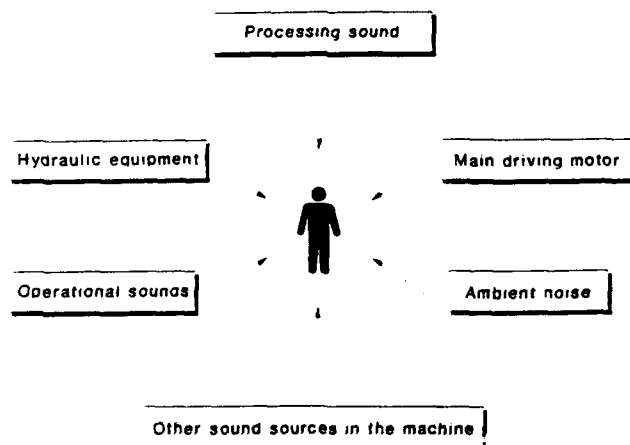 Processing sound
Hydraulic equipment
Main driving motor
Operational sounds
Ambient noise
Other sound sources in the machine